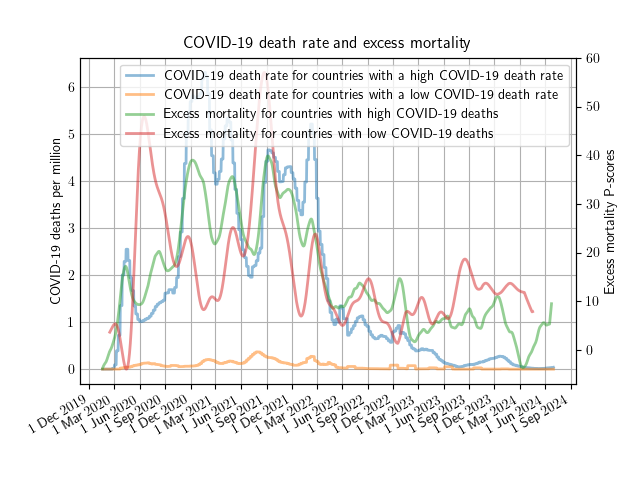 COVID-19 death rate and excess mortality
COVID-19 death rate for countries with a high COVID-19 death rate
COVID-19 death rate for countries with a low COVID-19 death rate
Excess mortality for countries with high COVID-19 deaths
Excess mortality for countries with low COVID-19 deaths
COVID-19 deaths per million
6
5
4
3
2
1
0
Excess mortality P-scores
60
50
40
30
20
10
0
1 Dec 2019
1 Mar 2020
1 Jun 2020
1 Sep 2020
1 Dec 2020
1 Mar 2021
1 Jun 2021
1 Sep 2021
1 Dec 2021
1 Mar 2022
1 Jun 2022
1 Sep 2022
1 Dec 2022
1 Mar 2023
1 Jun 2023
1 Sep 2023
1 Dec 2023
1 Mar 2024
1 Jun 2024
1 Sep 2024